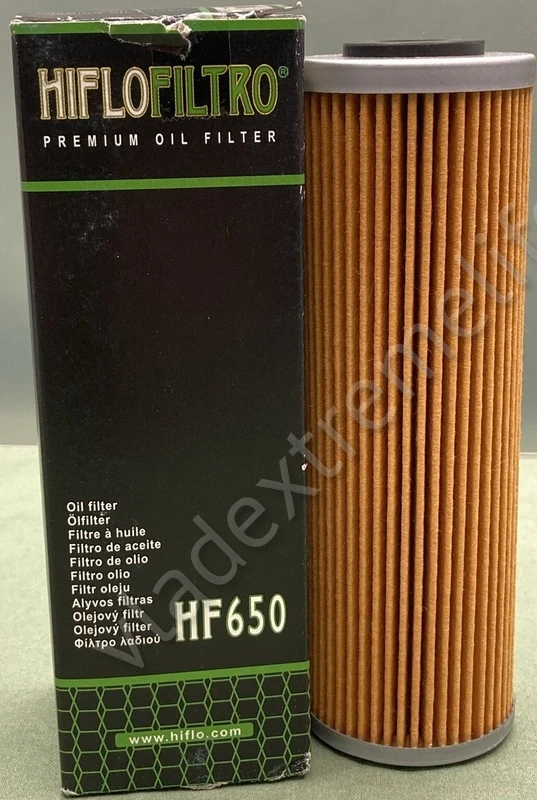 HIFLOFILTRO®
PREMIUM OIL FILTER
Oil filter
Ölfilter
Filtre à huile
Filtro de aceite
Filtro de olio
Filtro olio
Filtr oleju
Alyvos filtras
Olejový filtr
Olejový filter
Φίλτρο λαδιού
HF650
www.hiflo.com
vladextremelife